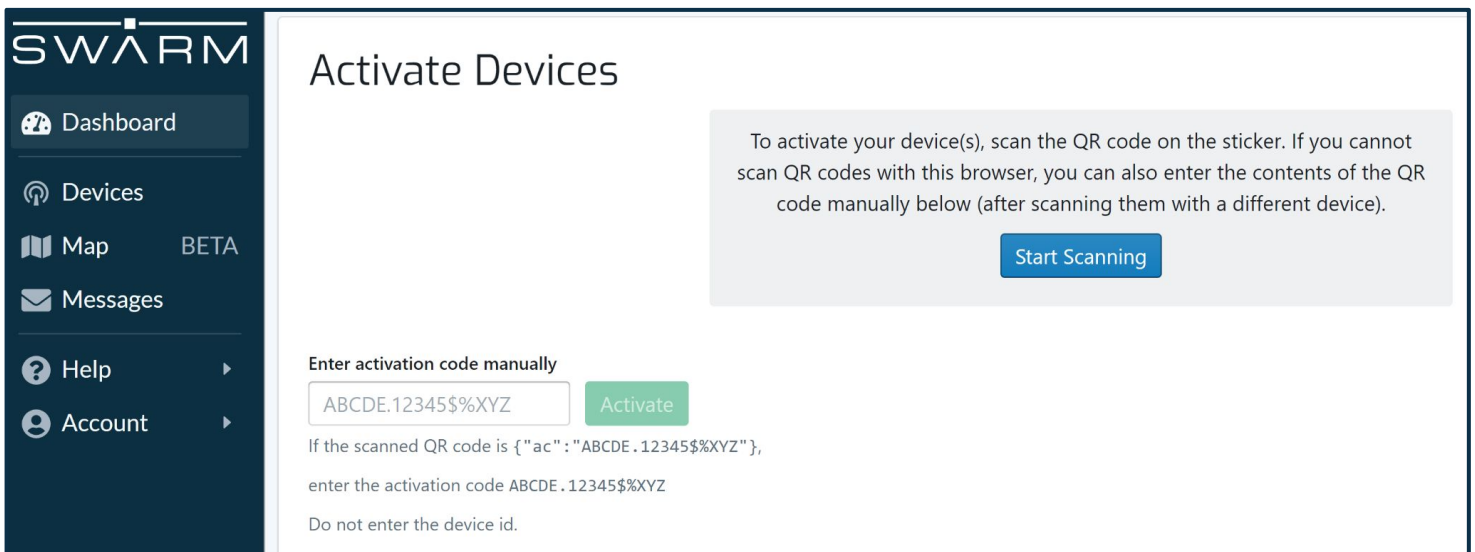 SWARM
Dashboard
Devices
Map BETA
Messages
Help
Account
Activate Devices
To activate your device(s), scan the QR code on the sticker. If you cannot
scan QR codes with this browser, you can also enter the contents of the QR
code manually below (after scanning them with a different device).
Start Scanning
Enter activation code manually
ABCDE.12345$%XYZ
Activate
If the scanned QR code is {"ac":"ABCDE.12345$%XYZ"},
enter the activation code ABCDE.12345$%XYZ
Do not enter the device id.